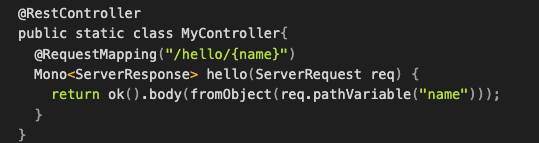 @RestController
public static class MyController{
  @RequestMapping("/hello/{name}")
  Mono<ServerResponse> hello(ServerRequest req) {
    return ok().body(fromObject(req.pathVariable("name")));
  }
}